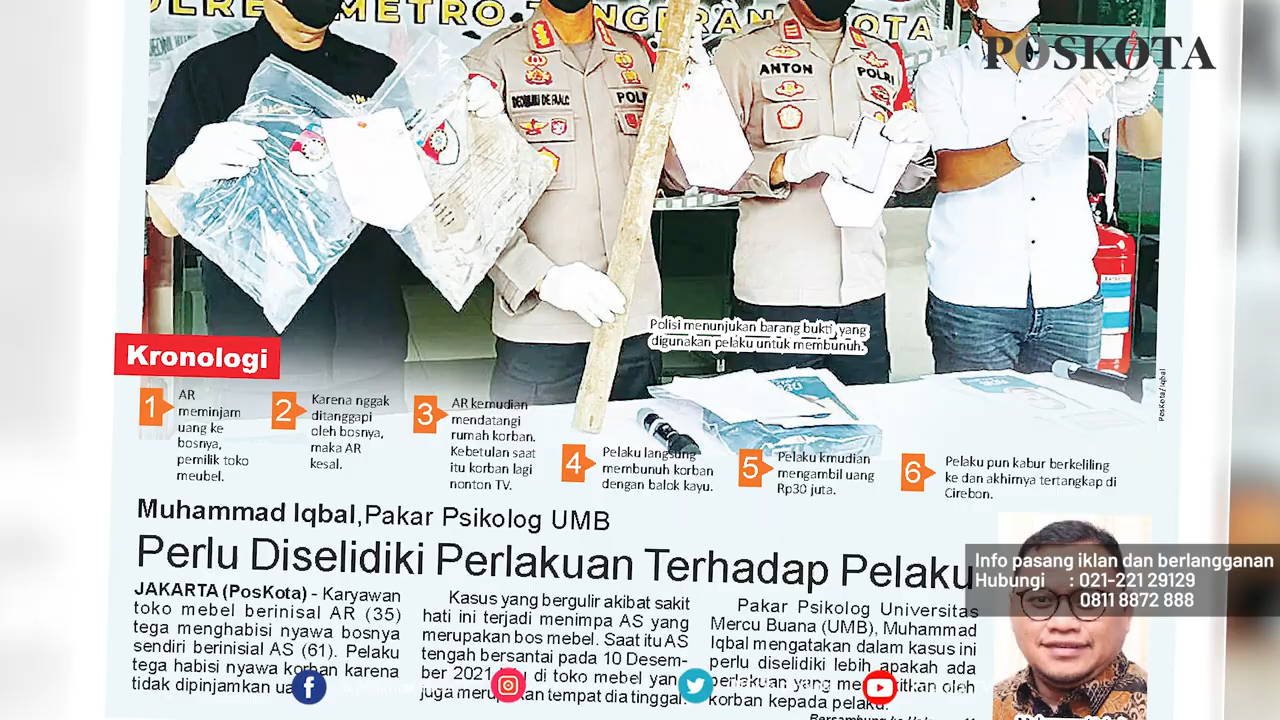 POLRES METRO TANGERANG KOTA
POSKOTA
ANTON
POLRI
Polisi menunjukan barang bukti, yang
digunakan pelaku untuk membunuh.
PosKota/Iqbal
Kronologi
1
AR
meminjam
uang ke
bosnya,
pemilik toko
meubel.
2
Karena nggak
ditanggapi
oleh bosnya,
maka AR
kesal.
3
AR kemudian
mendatangi
rumah korban.
Kebetulan saat
itu korban lagi
nonton TV.
4
Pelaku langsung
membunuh korban
dengan balok kayu.
5
Pelaku kmudian
mengambil uang
Rp30 juta.
6
Pelaku pun kabur berkeliling
ke dan akhirnya tertangkap di
Cirebon.
Muhammad Iqbal,Pakar Psikolog UMB
Perlu Diselidiki Perlakuan Terhadap Pelaku
JAKARTA (PosKota) - Karyawan
toko mebel berinisial AR (35)
tega menghabisi nyawa bosnya
sendiri berinisial AS (61). Pelaku
tega habisi nyawa korban karena
tidak dipinjamkan
Kasus yang bergulir akibat sakit
hati ini terjadi menimpa AS yang
merupakan bos mebel. Saat itu AS
tengah bersantai pada 10 Desem-
ber 2021 di toko mebel yang
juga merupakan tempat dia tinggal.
Pakar Psikolog Universitas
Mercu Buana (UMB), Muhammad
Iqbal mengatakan dalam kasus ini
perlu diselidiki lebih apakah ada
perlakuan yang oleh
korban kepada pelaku.
Info pasang iklan dan berlangganan
Hubungi : 021-221 29129
0811 8872 888